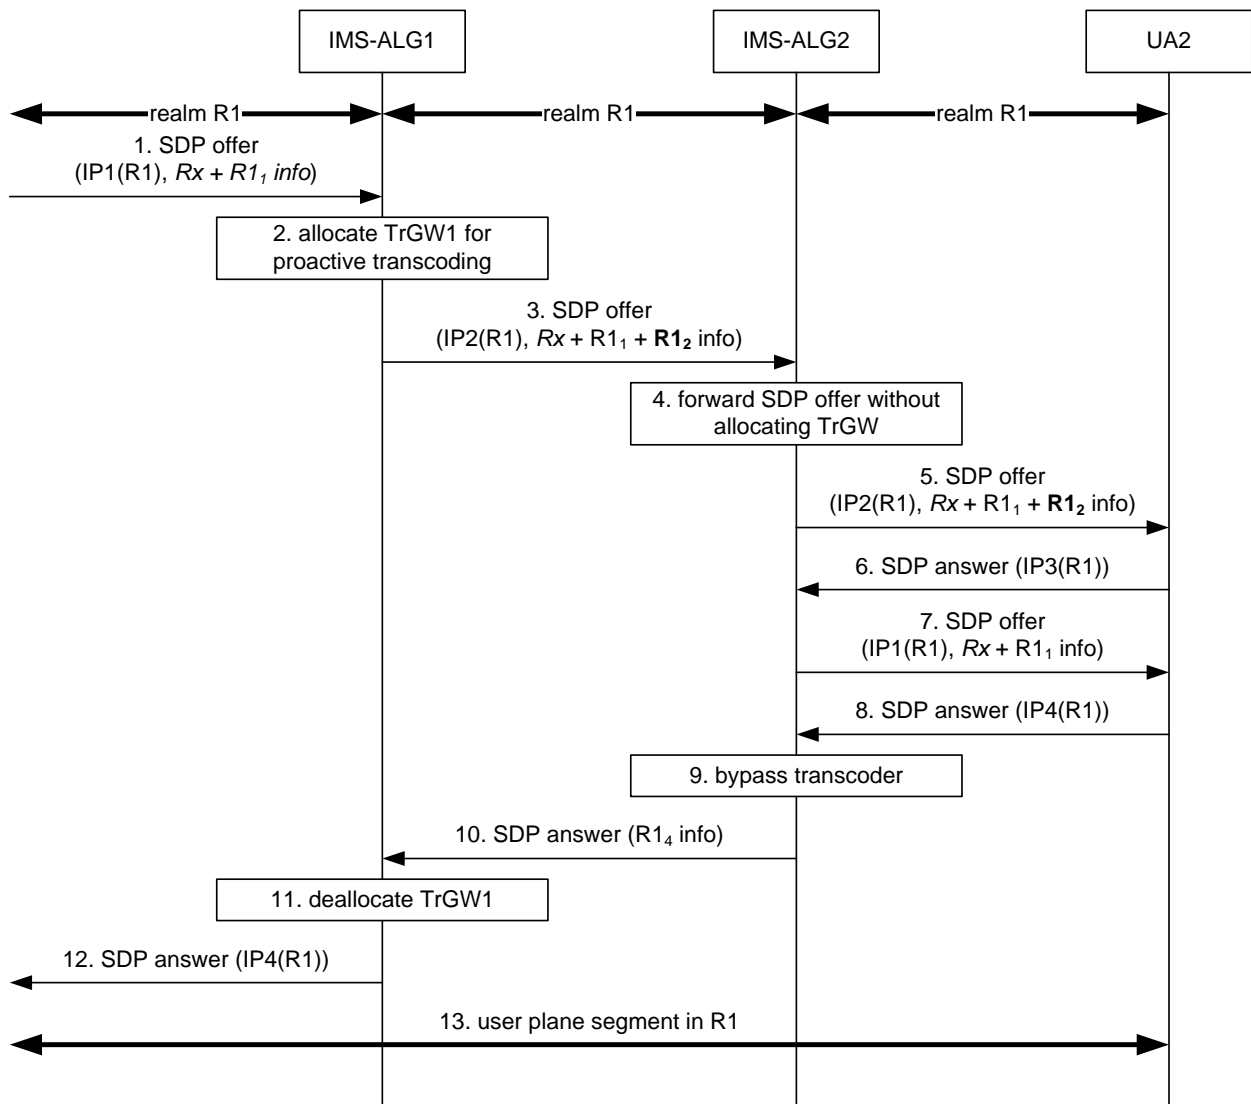 IMS-ALG1
IMS-ALG2
UA2
realm R1
realm R1
realm R1
1. SDP offer
(IP1(R1), Rx + R1₁ info)
2. allocate TrGW1 for
proactive transcoding
3. SDP offer
(IP2(R1), Rx + R1₁ + R1₂ info)
4. forward SDP offer without
allocating TrGW
5. SDP offer
(IP2(R1), Rx + R1₁ + R1₂ info)
6. SDP answer (IP3(R1))
7. SDP offer
(IP1(R1), Rx + R1₁ info)
8. SDP answer (IP4(R1))
9. bypass transcoder
10. SDP answer (R1₄ info)
11. deallocate TrGW1
12. SDP answer (IP4(R1))
13. user plane segment in R1